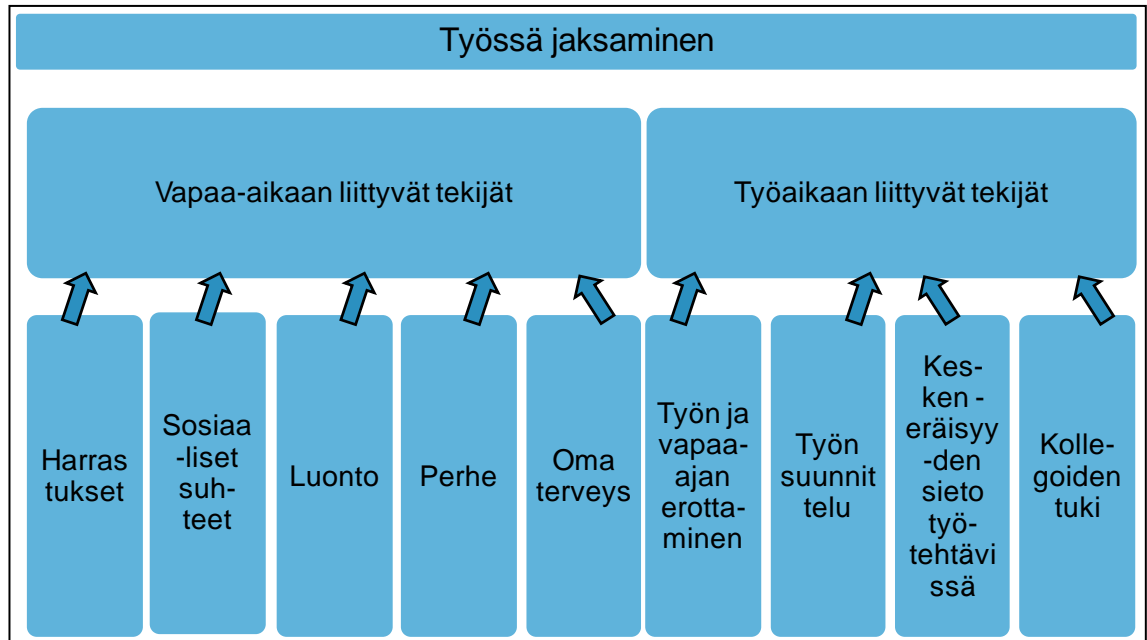 Työssä jaksaminen
Vapaa-aikaan liittyvät tekijät
Työaikaan liittyvät tekijät
Harras
tukset
Sosiaa
-liset
suh-
teet
Luonto
Perhe
Oma
terveys
Työn ja
vapaa-
ajan
erotta-
minen
Työn
suunnit
telu
Kes-
ken -
eräisyy
-den
sieto
työ-
tehtävi
ssä
Kolle-
goiden
tuki